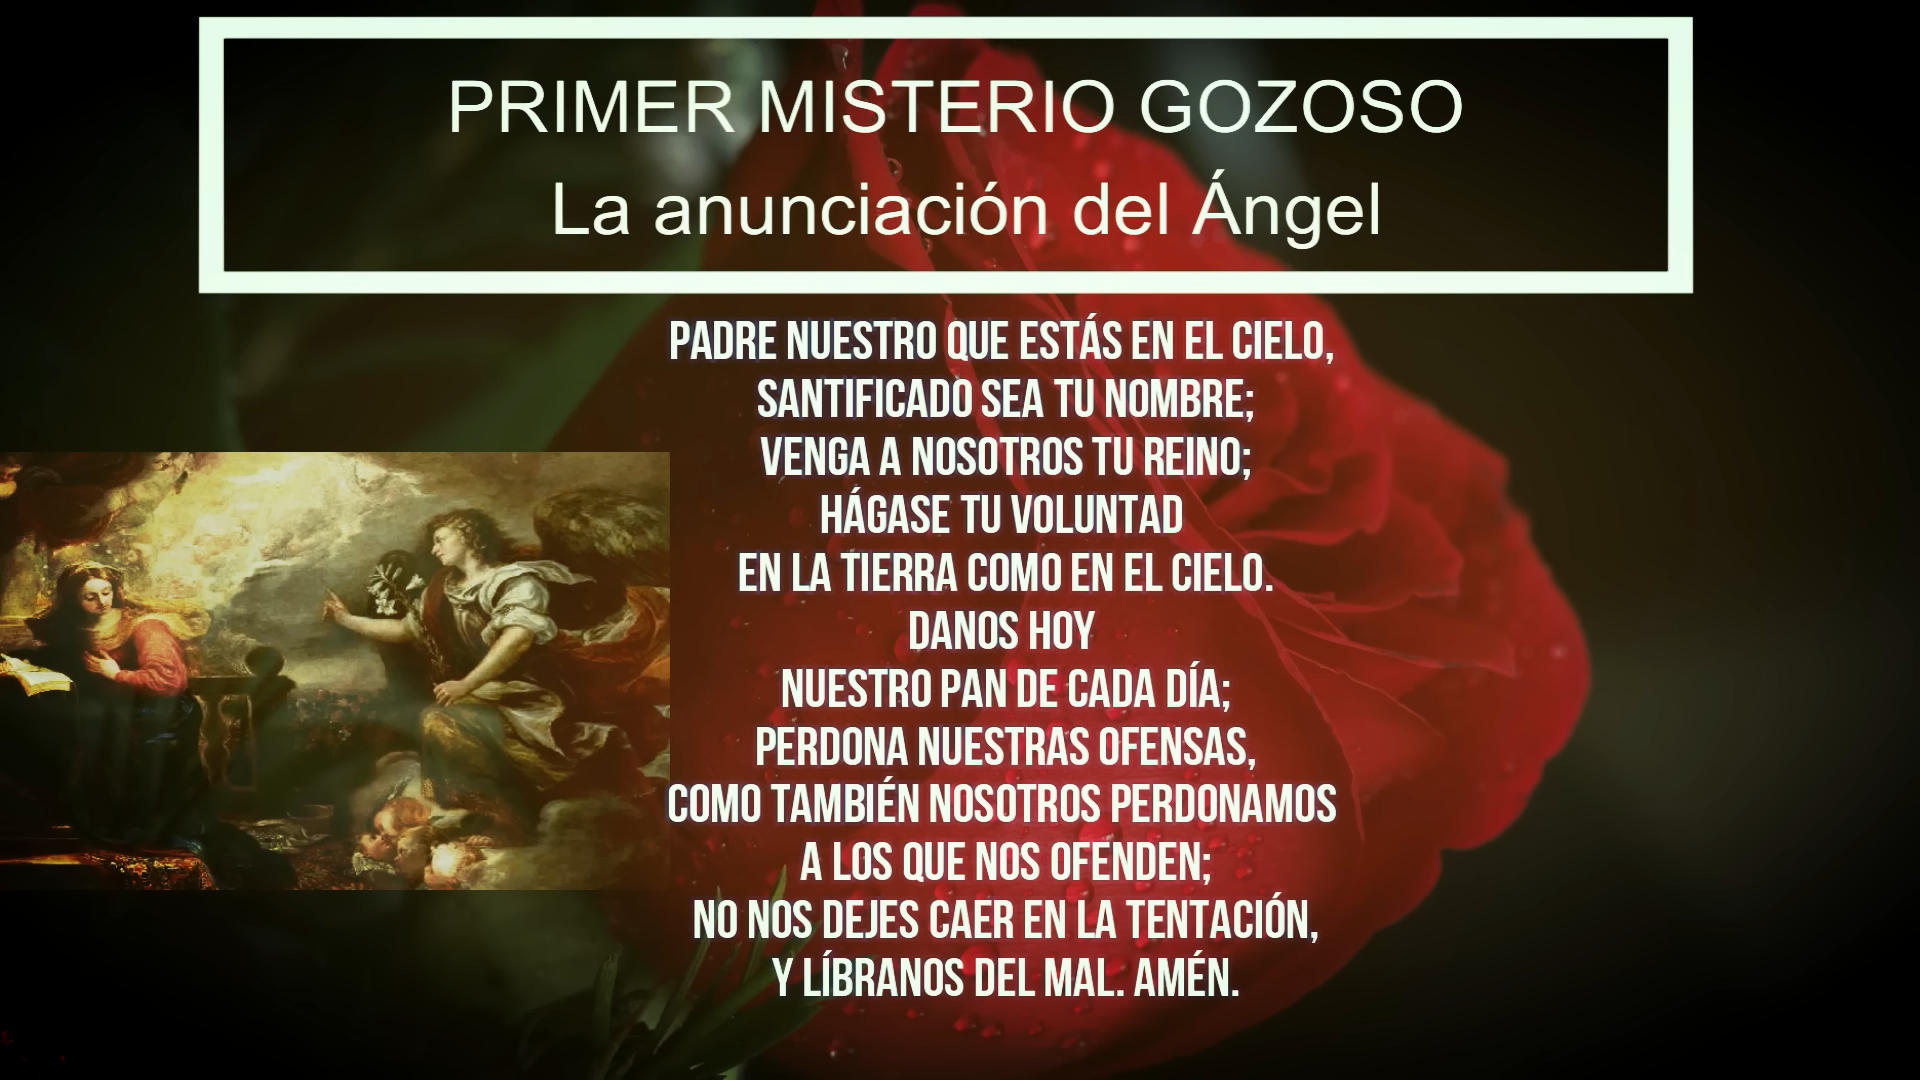 PRIMER MISTERIO GOZOSO
La anunciación del Ángel
PADRE NUESTRO QUE ESTÁS EN EL CIELO,
SANTIFICADO SEA TU NOMBRE;
VENGA A NOSOTROS TU REINO;
HÁGASE TU VOLUNTAD
EN LA TIERRA COMO EN EL CIELO.
DANOS HOY
NUESTRO PAN DE CADA DÍA;
PERDONA NUESTRAS OFENSAS,
COMO TAMBIÉN NOSOTROS PERDONAMOS
A LOS QUE NOS OFENDEN;
NO NOS DEJES CAER EN LA TENTACIÓN,
Y LÍBRANOS DEL MAL. AMÉN.